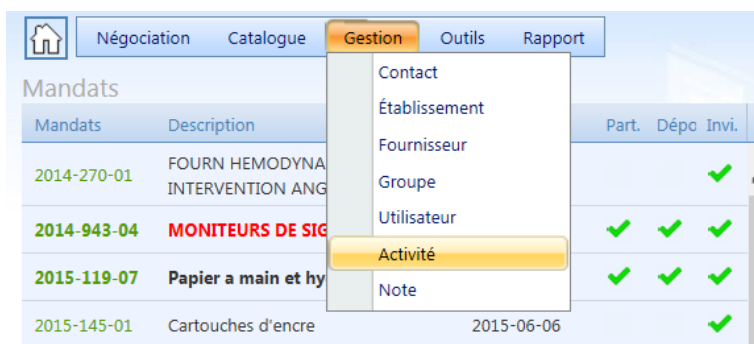 Négociation Catalogue Gestion Outils Rapport
Contact
Établissement
Fournisseur
Groupe
Utilisateur
Activité
Note
Mandats
Mandats Description Part. Dépo Invi.
2014-270-01 FOURN HEMODYNA
INTERVENTION ANG
2014-943-04 MONITEURS DE SIG
2015-119-07 Papier a main et hy
2015-145-01 Cartouches d'encre 2015-06-06